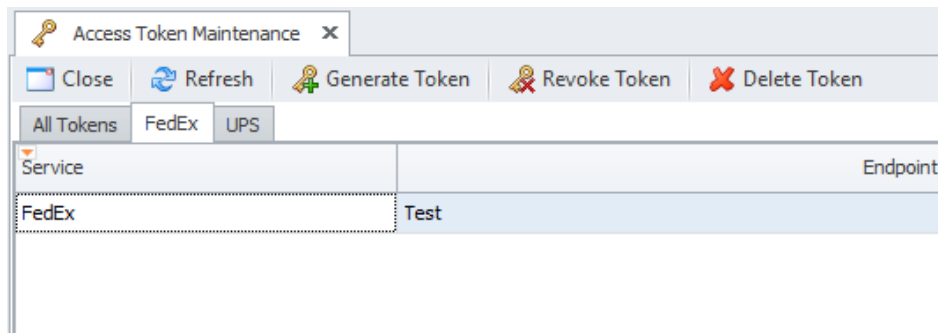 Access Token Maintenance
Close Refresh Generate Token Revoke Token Delete Token
All Tokens FedEx UPS
Service Endpoint
FedEx Test